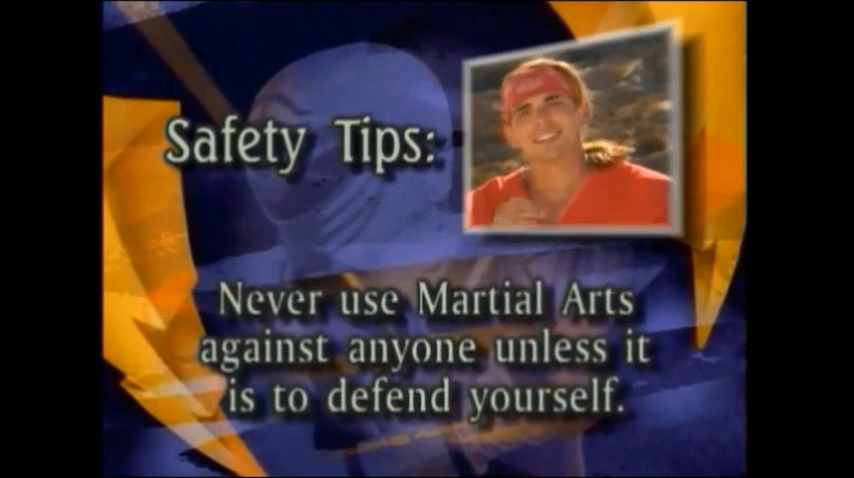 Safety Tips:
Never use Martial Arts
against anyone unless it
is to defend yourself.